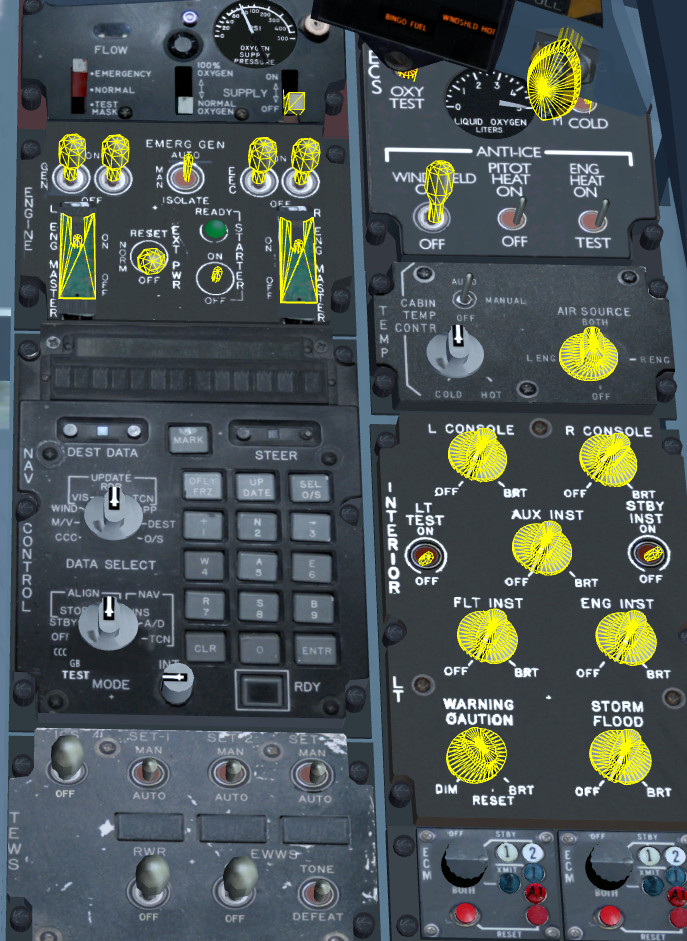 BINGO FUEL
WINDSHLD HOT
FLOW
OXYGEN
SUPPLY
PRESSURE
EMERGENCY
NORMAL
TEST
MASK
100%
OXYGEN
NORMAL
OXYGEN
ON
SUPPLY
OFF
ECS
OXY
TEST
LIQUID OXYGEN
LITERS
COLD
ENGINE
GEN
ON
OFF
EMERG GEN
AUTO
MAN
ISOLATE
EEC
ON
OFF
L ENG MASTER
ON
OFF
RESET
NORM
OFF
EXT PWR
READY
STARTER
ON
OFF
R ENG MASTER
ON
OFF
ANTI-ICE
OFF
PITOT
HEAT
ON
OFF
ENG
HEAT
ON
TEST
TEMP
AUTO
CABIN
TEMP
CONTR
MANUAL
OFF
COLD
HOT
AIR SOURCE
BOTH
L ENG
R ENG
OFF
NAV CONTROL
DEST DATA
MARK
STEER
UPDATE
VIS
TCN
WIND
M/V
DEST
CCC
O/S
DATA SELECT
ALIGN
NAV
INS
STBY
A/D
OFF
TCN
CCC
GB
TEST
MODE
INT
OFLY
FRZ
UP
DATE
SEL
O/S
1
N
2
3
W
4
A
5
E
6
R
7
S
8
B
9
CLR
0
ENTR
RDY
INTERIOR
LT
L CONSOLE
OFF
BRT
R CONSOLE
OFF
BRT
LT
TEST
ON
OFF
AUX INST
OFF
BRT
STBY
INST
ON
OFF
FLT INST
OFF
BRT
ENG INST
OFF
BRT
WARNING
CAUTION
DIM
BRT
RESET
STORM
FLOOD
OFF
BRT
TEWS
OFF
SET-1
MAN
AUTO
SET-2
MAN
AUTO
SET-
MAN
AUTO
RWR
OFF
EWWS
OFF
TONE
DEFEAT
ECM
OFF
STBY
1
2
XMIT
BOTH
RESET
ECM
OFF
STBY
1
2
XMIT
BOTH
RESET